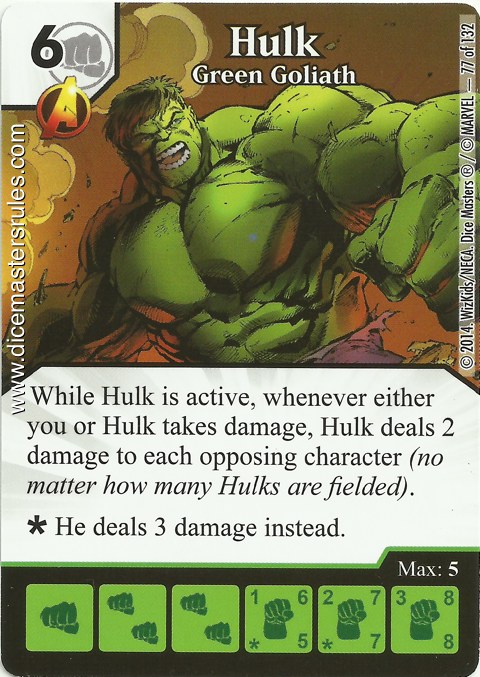 6
Hulk
Green Goliath
www.dicemastersrules.com
© 2014. WizKids/NECA. Dice Masters ® / © MARVEL — 77 of 132
While Hulk is active, whenever either
you or Hulk takes damage, Hulk deals 2
damage to each opposing character (no
matter how many Hulks are fielded).
* He deals 3 damage instead.
Max: 5
1 6 2 7 3 8
* 5 * 7 8